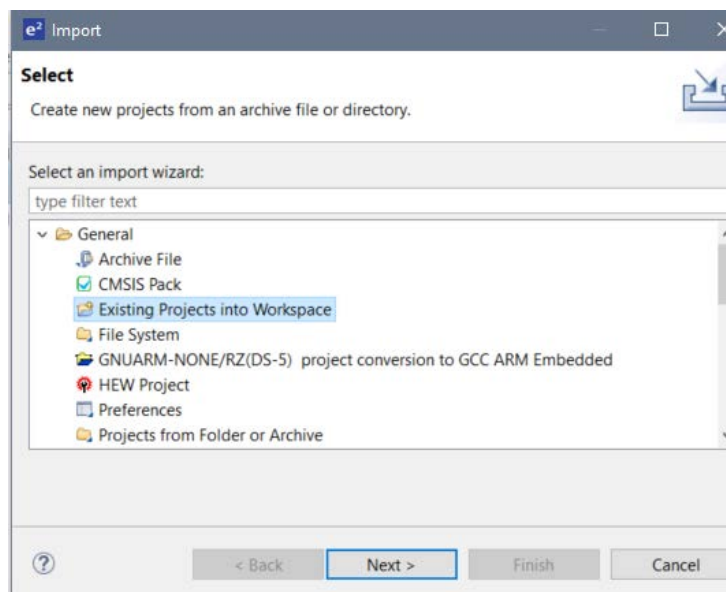 e² Import
Select
Create new projects from an archive file or directory.
Select an import wizard:
type filter text
General
Archive File
CMSIS Pack
Existing Projects into Workspace
File System
GNUARM-NONE/RZ(DS-5) project conversion to GCC ARM Embedded
HEW Project
Preferences
Projects from Folder or Archive
? < Back Next > Finish Cancel